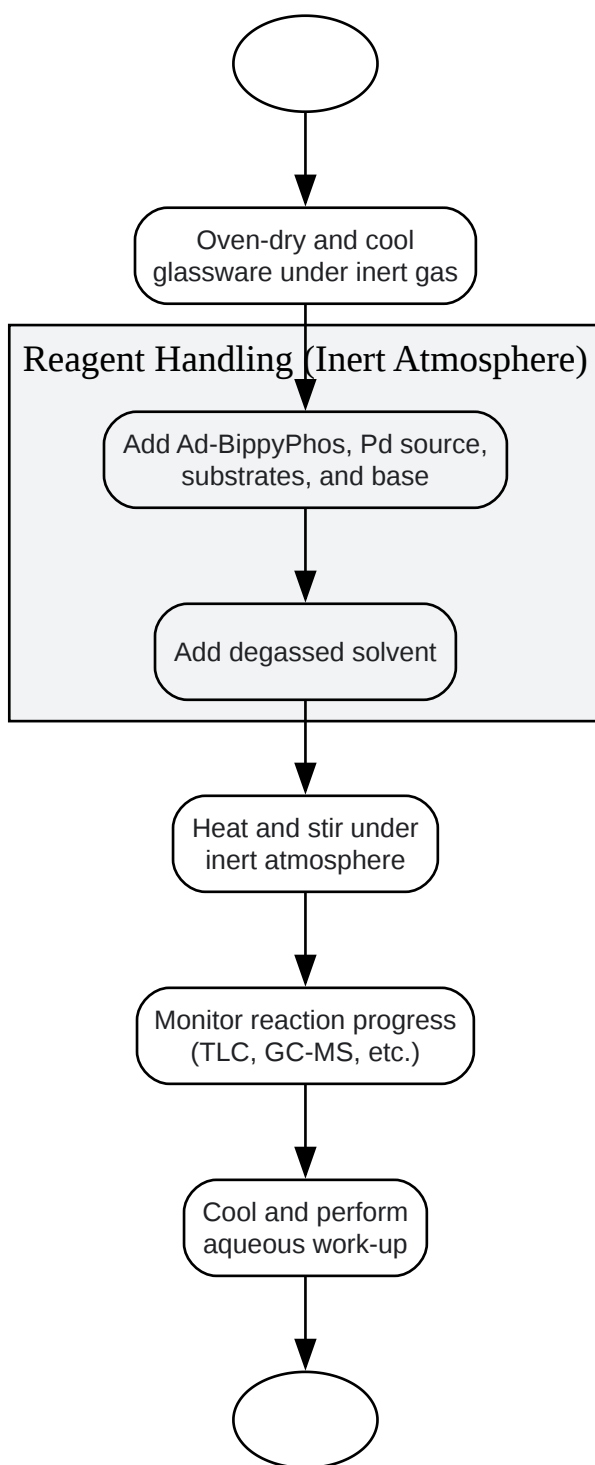 Oven-dry and cool
glassware under inert gas
Reagent Handling (Inert Atmosphere)
Add Ad-BippyPhos, Pd source,
substrates, and base
Add degassed solvent
Heat and stir under
inert atmosphere
Monitor reaction progress
(TLC, GC-MS, etc.)
Cool and perform
aqueous work-up